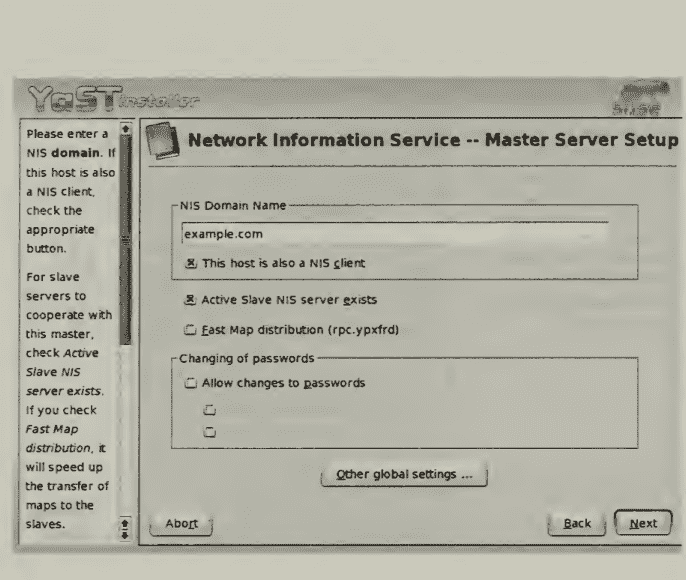 YaST Installer
SUSE
Please enter a
NIS domain. If
this host is also
a NIS client,
check the
appropriate
button.
For slave
servers to
cooperate with
this master,
check Active
Slave NIS
server exists.
If you check
Fast Map
distribution, it
will speed up
the transfer of
maps to the
slaves.
Network Information Service -- Master Server Setup
NIS Domain Name
example.com
This host is also a NIS client
Active Slave NIS server exists
Fast Map distribution (rpc.ypxfrd)
Changing of passwords
Allow changes to passwords
Other global settings ...
Abort
Back
Next